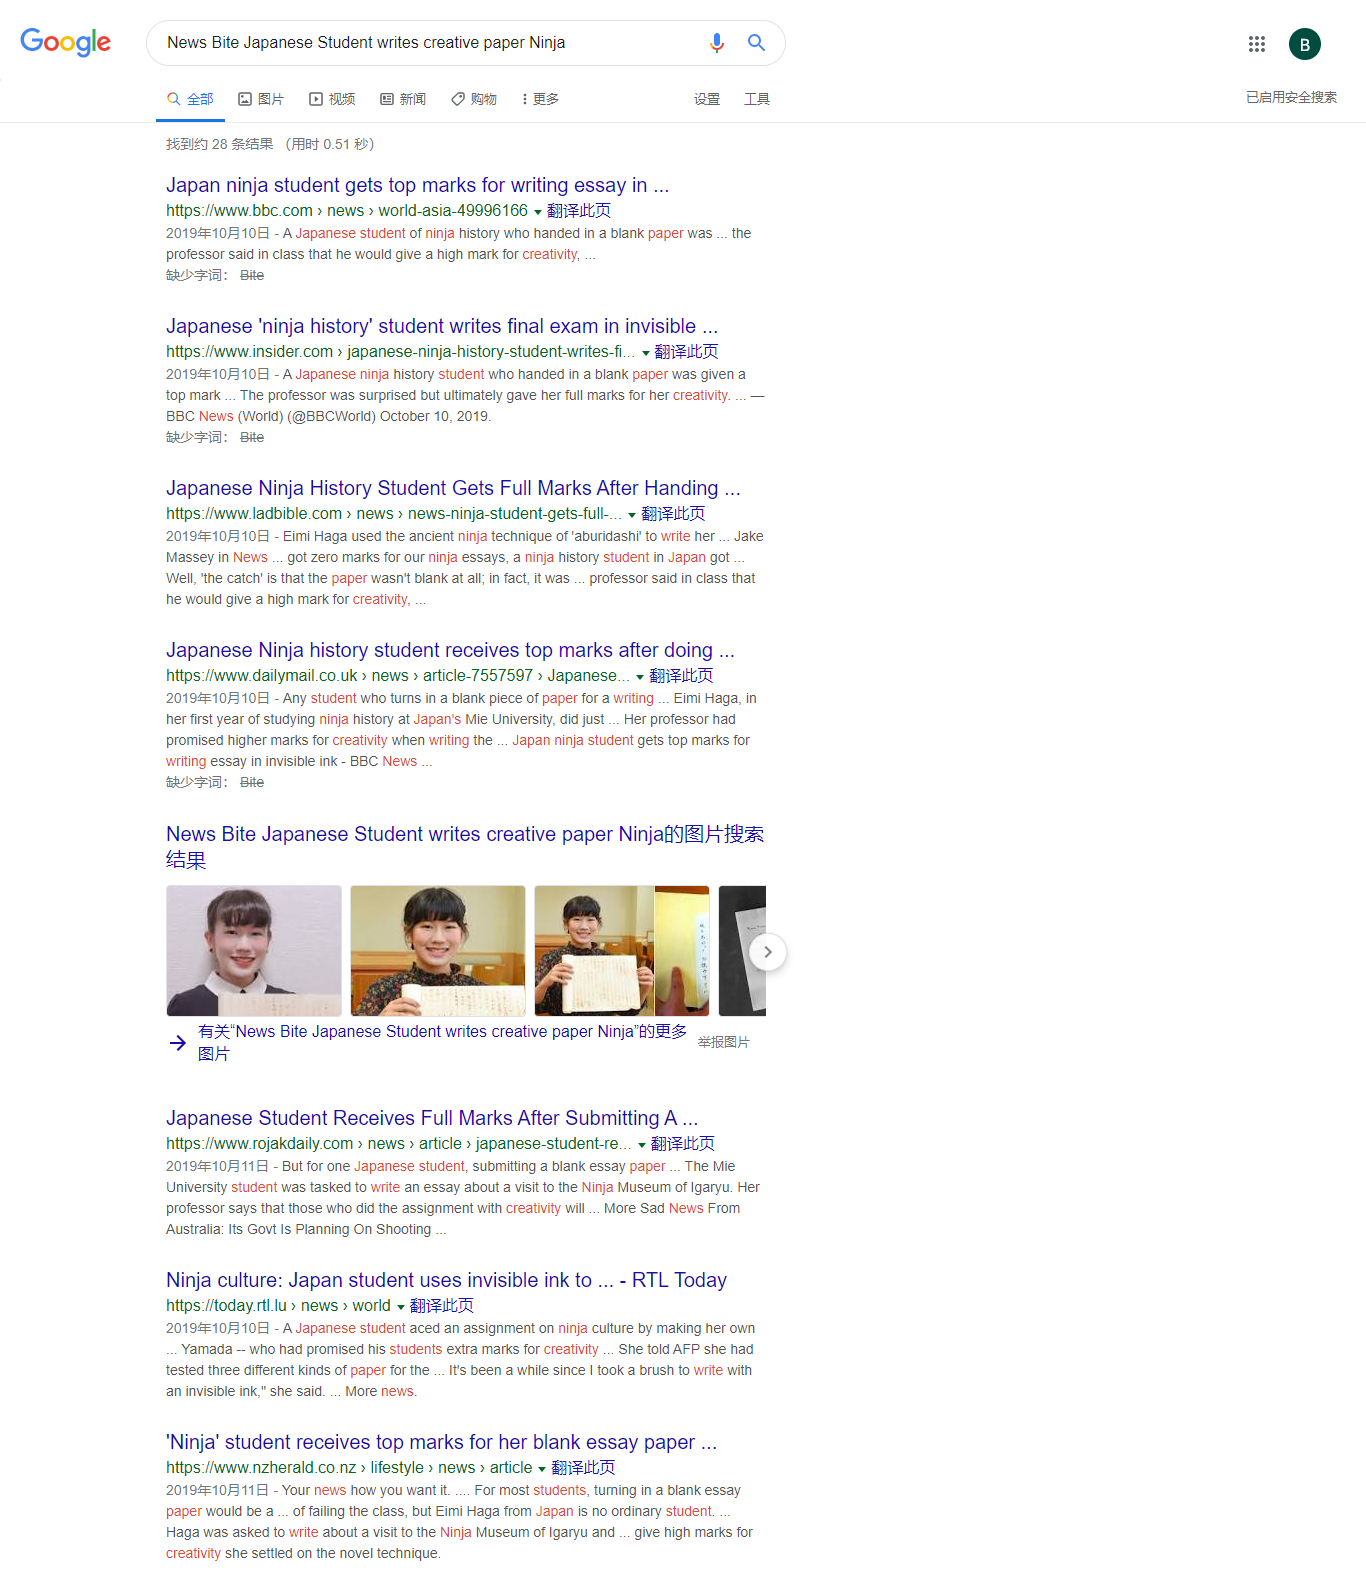 Google
News Bite Japanese Student writes creative paper Ninja
B
全部 图片 视频 新闻 购物 更多 设置 工具 已启用安全搜索
找到约 28 条结果 （用时 0.51 秒）
Japan ninja student gets top marks for writing essay in ...
https://www.bbc.com › news › world-asia-49996166 翻译此页
2019年10月10日 - A Japanese student of ninja history who handed in a blank paper was ... the
professor said in class that he would give a high mark for creativity, ...
缺少字词： Bite
Japanese 'ninja history' student writes final exam in invisible ...
https://www.insider.com › japanese-ninja-history-student-writes-fi... 翻译此页
2019年10月10日 - A Japanese ninja history student who handed in a blank paper was given a
top mark ... The professor was surprised but ultimately gave her full marks for her creativity. ... —
BBC News (World) (@BBCWorld) October 10, 2019.
缺少字词： Bite
Japanese Ninja History Student Gets Full Marks After Handing ...
https://www.ladbible.com › news › news-ninja-student-gets-full-... 翻译此页
2019年10月10日 - Eimi Haga used the ancient ninja technique of 'aburidashi' to write her ... Jake
Massey in News ... got zero marks for our ninja essays, a ninja history student in Japan got ...
Well, 'the catch' is that the paper wasn't blank at all; in fact, it was ... professor said in class that
he would give a high mark for creativity, ...
Japanese Ninja history student receives top marks after doing ...
https://www.dailymail.co.uk › news › article-7557597 › Japanese... 翻译此页
2019年10月10日 - Any student who turns in a blank piece of paper for a writing ... Eimi Haga, in
her first year of studying ninja history at Japan's Mie University, did just ... Her professor had
promised higher marks for creativity when writing the ... Japan ninja student gets top marks for
writing essay in invisible ink - BBC News ...
缺少字词： Bite
News Bite Japanese Student writes creative paper Ninja的图片搜索
结果
有关“News Bite Japanese Student writes creative paper Ninja”的更多
图片
举报图片
Japanese Student Receives Full Marks After Submitting A ...
https://www.rojakdaily.com › news › article › japanese-student-re... 翻译此页
2019年10月11日 - But for one Japanese student, submitting a blank essay paper ... The Mie
University student was tasked to write an essay about a visit to the Ninja Museum of Igaryu. Her
professor says that those who did the assignment with creativity will ... More Sad News From
Australia: Its Govt Is Planning On Shooting ...
Ninja culture: Japan student uses invisible ink to ... - RTL Today
https://today.rtl.lu › news › world 翻译此页
2019年10月10日 - A Japanese student aced an assignment on ninja culture by making her own
... Yamada -- who had promised his students extra marks for creativity ... She told AFP she had
tested three different kinds of paper for the ... It's been a while since I took a brush to write with
an invisible ink," she said. ... More news.
'Ninja' student receives top marks for her blank essay paper ...
https://www.nzherald.co.nz › lifestyle › news › article 翻译此页
2019年10月11日 - Your news how you want it. .... For most students, turning in a blank essay
paper would be a ... of failing the class, but Eimi Haga from Japan is no ordinary student. ...
Haga was asked to write about a visit to the Ninja Museum of Igaryu and ... give high marks for
creativity she settled on the novel technique.